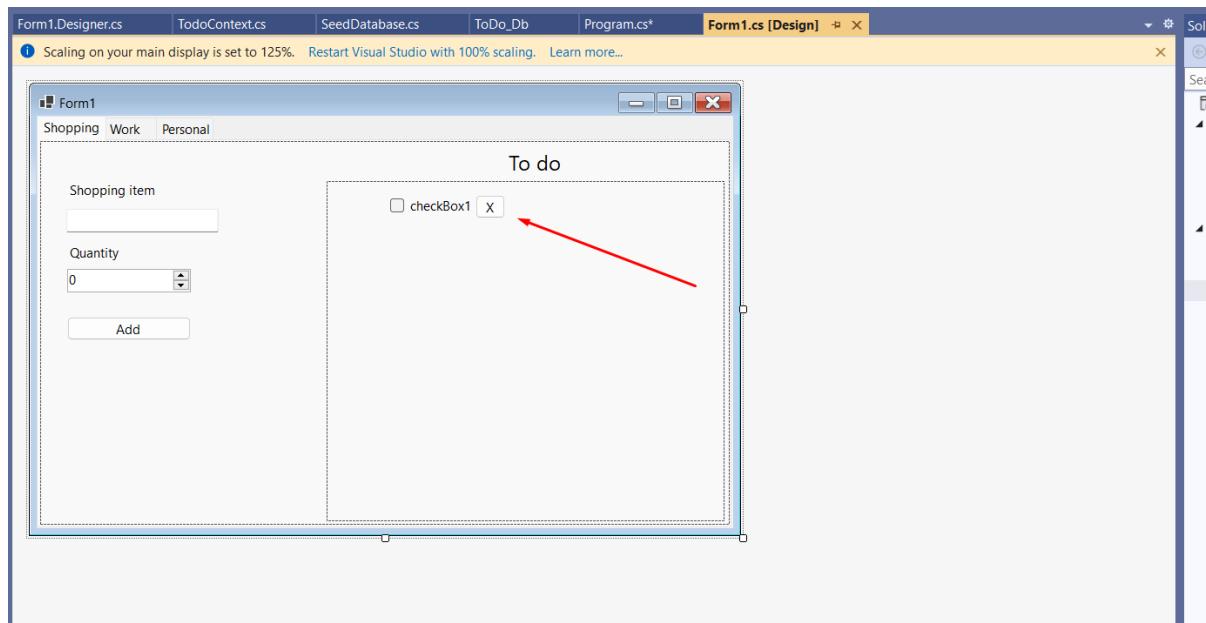 Form1.Designer.cs TodoContext.cs SeedDatabase.cs ToDo_Db Program.cs* Form1.cs [Design]
Scaling on your main display is set to 125%. Restart Visual Studio with 100% scaling. Learn more...
Form1
Shopping Work Personal
To do
Shopping item
checkBox1 X
Quantity
0
Add